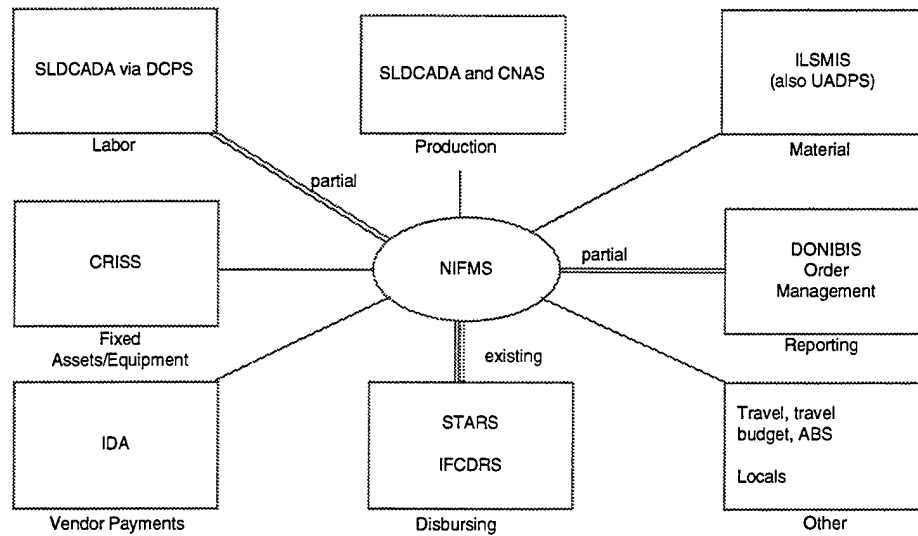 SLDCADA via DCPS
Labor
SLDCADA and CNAS
Production
ILSMIS
(also UADPS)
Material
partial
CRISS
Fixed
Assets/Equipment
NIFMS
partial
DONIBIS
Order
Management
Reporting
existing
IDA
Vendor Payments
STARS
IFCDRS
Disbursing
Travel, travel
budget, ABS
Locals
Other